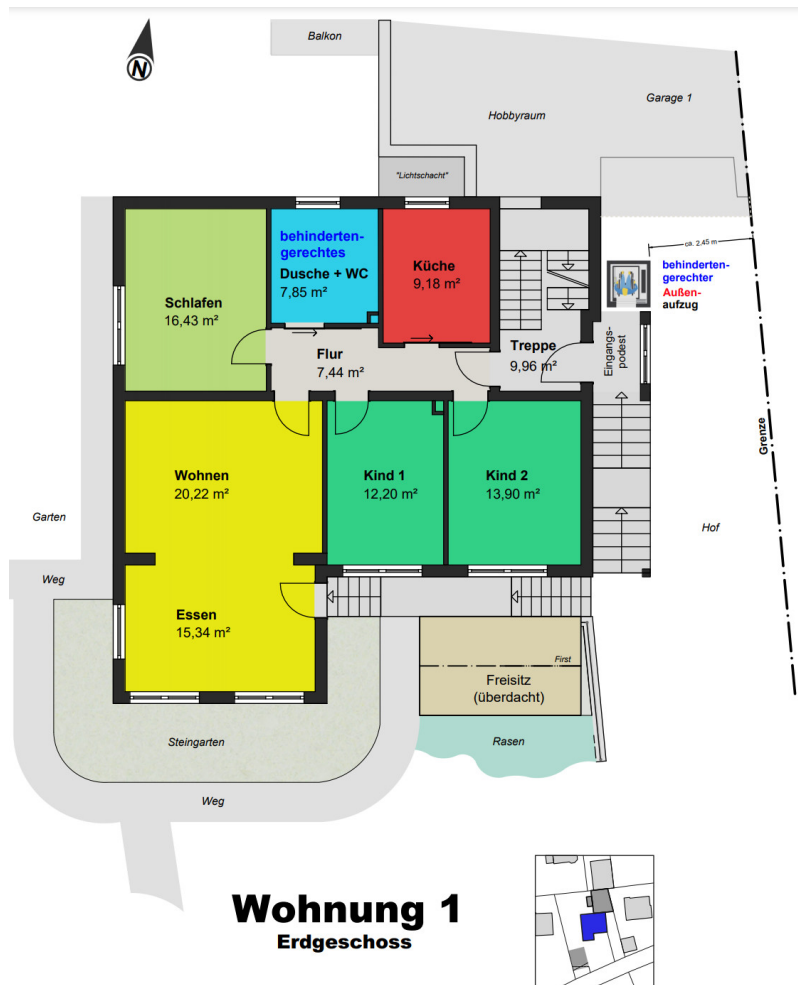 Balkon
N
Hobbyraum
Garage 1
"Lichtschacht"
ca. 2,45 m
behinderten-
gerechtes
Dusche + WC
7,85 m²
Küche
9,18 m²
behinderten-
gerechter
Außen-
aufzug
Schlafen
16,43 m²
Flur
7,44 m²
Treppe
9,96 m²
Eingangs-
podest
Grenze
Wohnen
20,22 m²
Kind 1
12,20 m²
Kind 2
13,90 m²
Garten
Hof
Weg
Essen
15,34 m²
First
Freisitz
(überdacht)
Steingarten
Rasen
Weg
Wohnung 1
Erdgeschoss